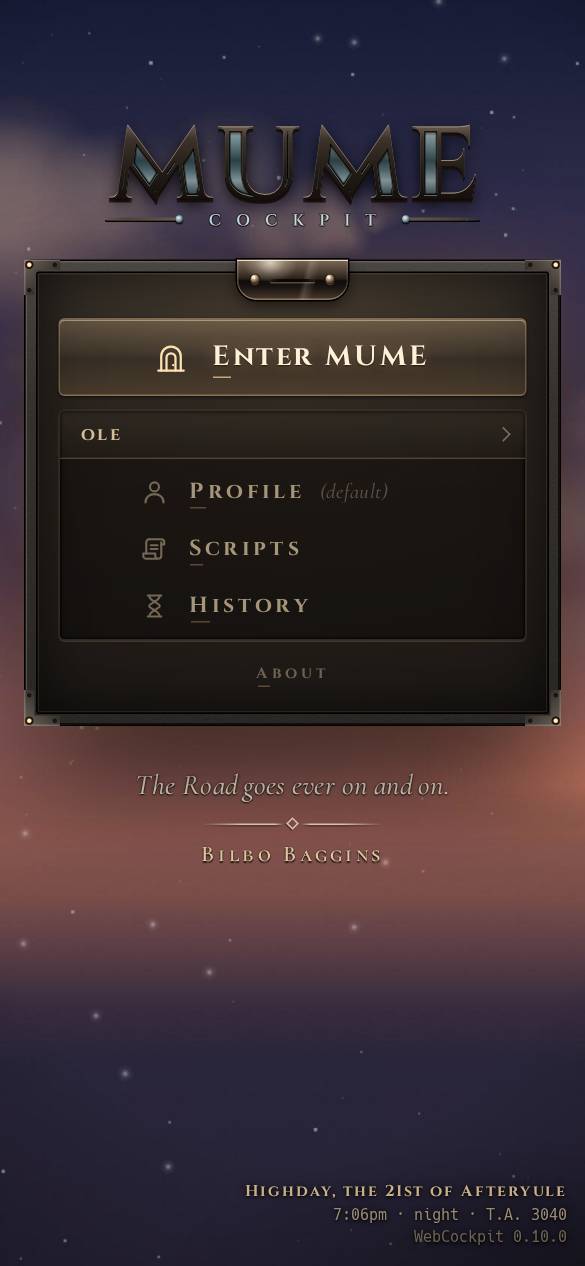 MUME
COCKPIT
Enter MUME
OLE
Profile (default)
Scripts
History
About
The Road goes ever on and on.
Bilbo Baggins
Highday, the 21st of Afteryule
7:06pm · night · T.A. 3040
WebCockpit 0.10.0